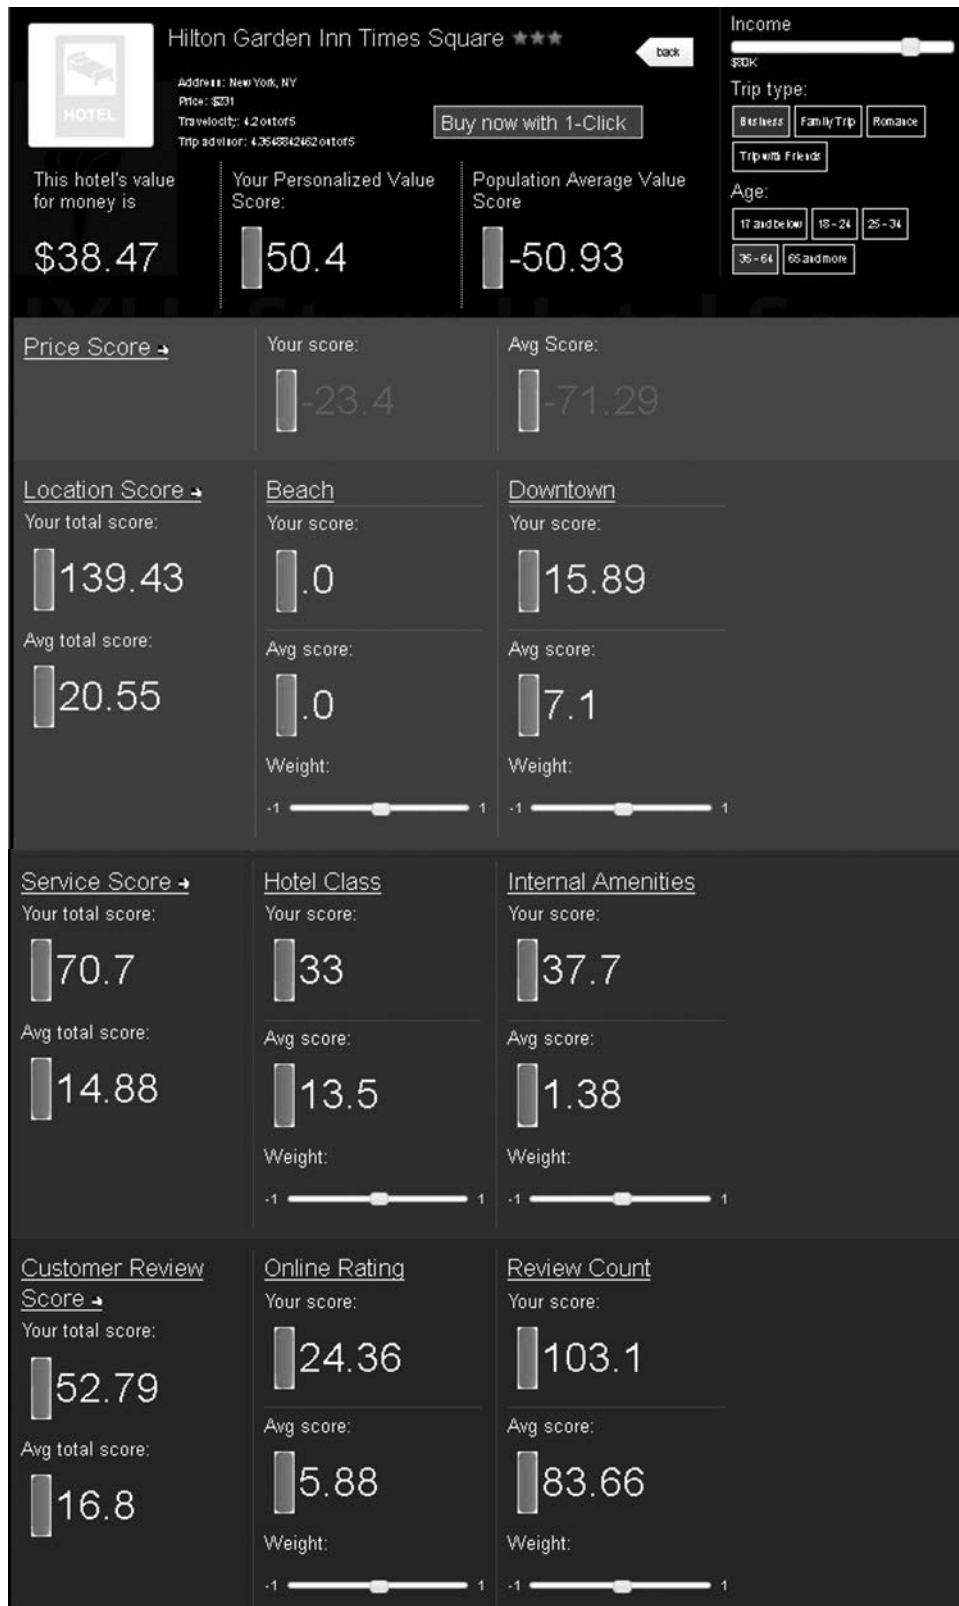 Hilton Garden Inn Times Square
back
HOTEL
Address: New York, NY
Price: $231
Travelocity: 4.2 out of 5
Trip advisor: 4.3548842462 out of 5
Buy now with 1-Click
Income
$80K
Trip type:
Business Family Trip Romance
Trip with Friends
Age:
17 and below 18 - 24 25 - 34
35 - 64 65 and more
This hotel's value
for money is
$38.47
Your Personalized Value
Score:
50.4
Population Average Value
Score
-50.93
Price Score
Your score:
-23.4
Avg Score:
-71.29
Location Score
Your total score:
139.43
Avg total score:
20.55
Beach
Your score:
.0
Avg score:
.0
Weight:
-1 1
Downtown
Your score:
15.89
Avg score:
7.1
Weight:
-1 1
Service Score
Your total score:
70.7
Avg total score:
14.88
Hotel Class
Your score:
33
Avg score:
13.5
Weight:
-1 1
Internal Amenities
Your score:
37.7
Avg score:
1.38
Weight:
-1 1
Customer Review
Score
Your total score:
52.79
Avg total score:
16.8
Online Rating
Your score:
24.36
Avg score:
5.88
Weight:
-1 1
Review Count
Your score:
103.1
Avg score:
83.66
Weight:
-1 1